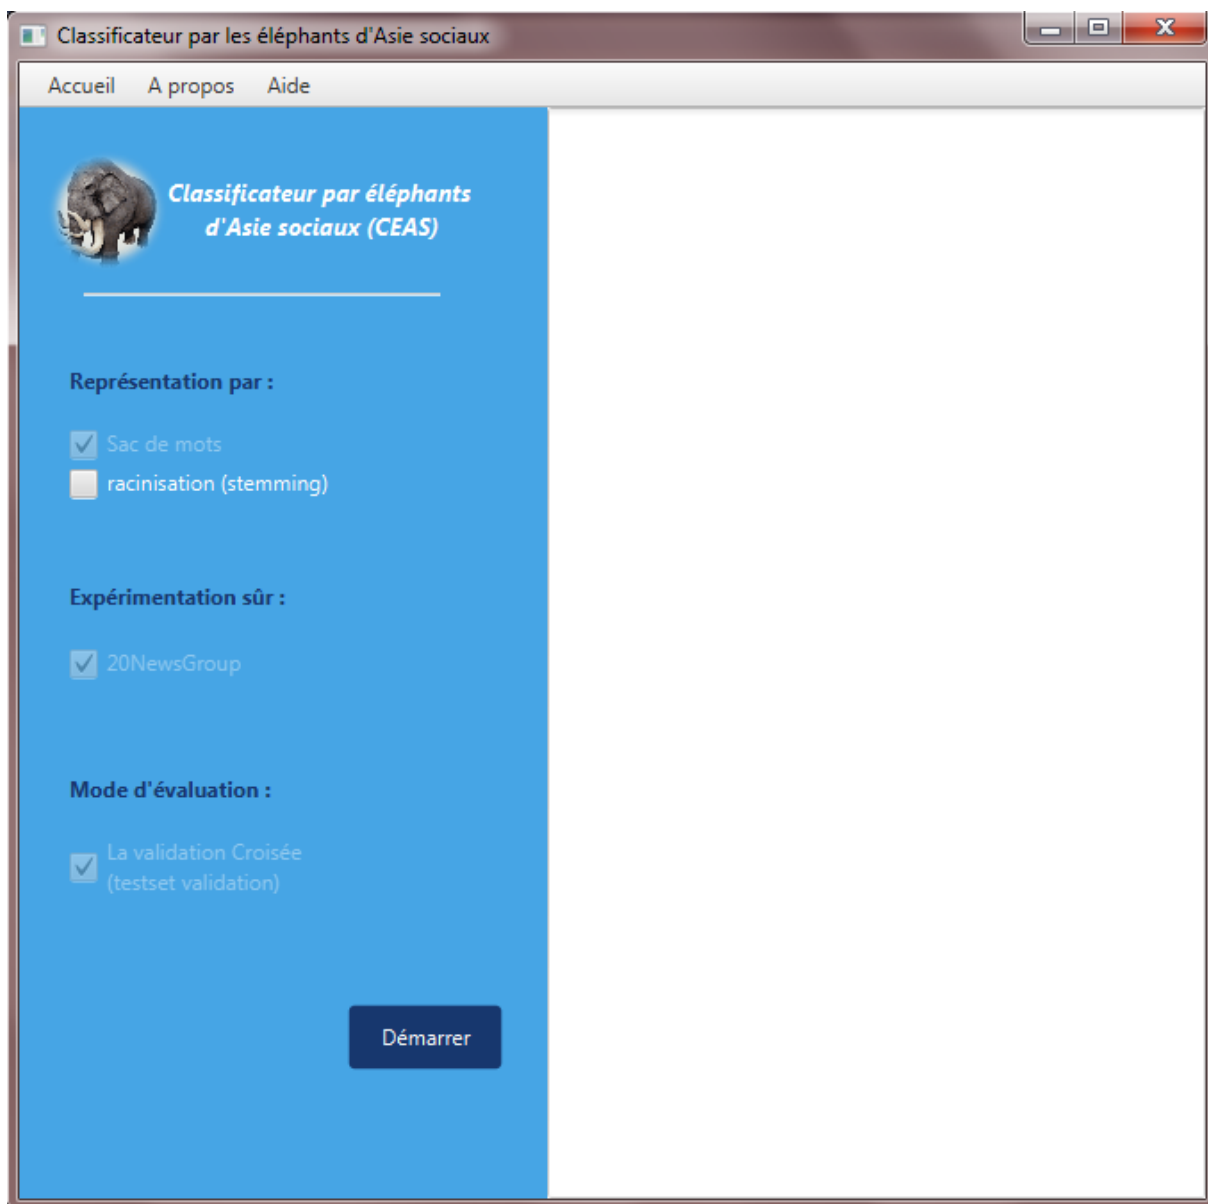 Classificateur par les éléphants d'Asie sociaux
Accueil A propos Aide
Classificateur par éléphants
d'Asie sociaux (CEAS)
Représentation par :
Sac de mots
racinisation (stemming)
Expérimentation sûr :
20NewsGroup
Mode d'évaluation :
La validation Croisée
(testset validation)
Démarrer